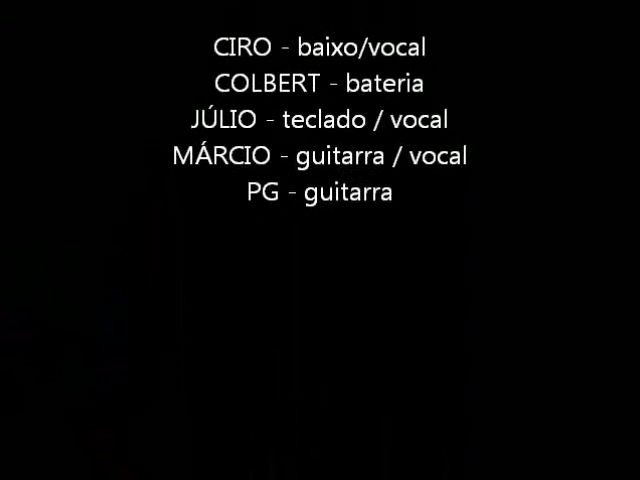 CIRO - baixo/vocal
COLBERT - bateria
JÚLIO - teclado / vocal
MÁRCIO - guitarra / vocal
PG - guitarra